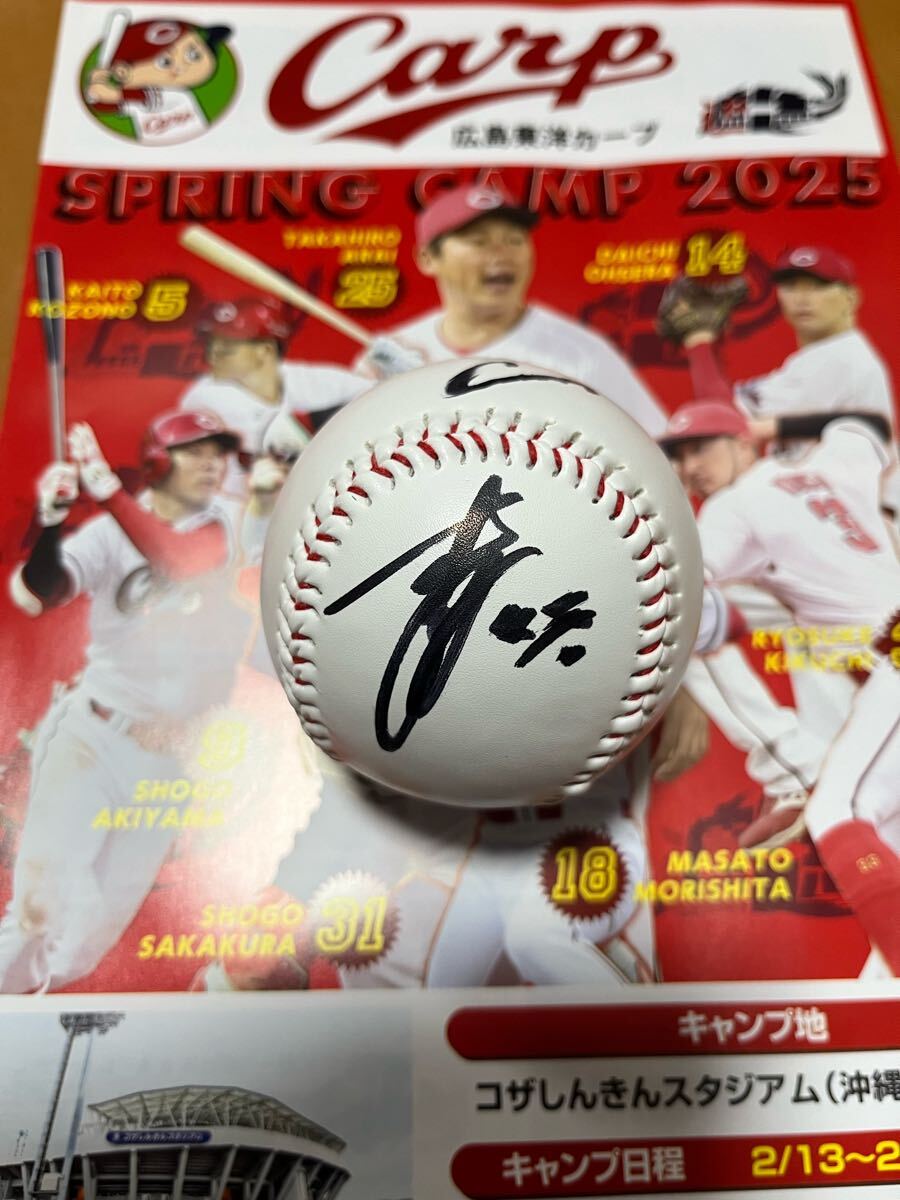 Carp
広島東洋カープ
SPRING CAMP 2025
TAKAHIRO
ARAI
25
DAICHI
OHSERA 14
KAITO
KOZONO 5
RYOSUKE
KIKUCHI
9
SHOGO
AKIYAMA
MASATO
MORISHITA
18
SHOGO
SAKAKURA 31
キャンプ地
コザしんきんスタジアム(沖縄
キャンプ日程 2/13～2